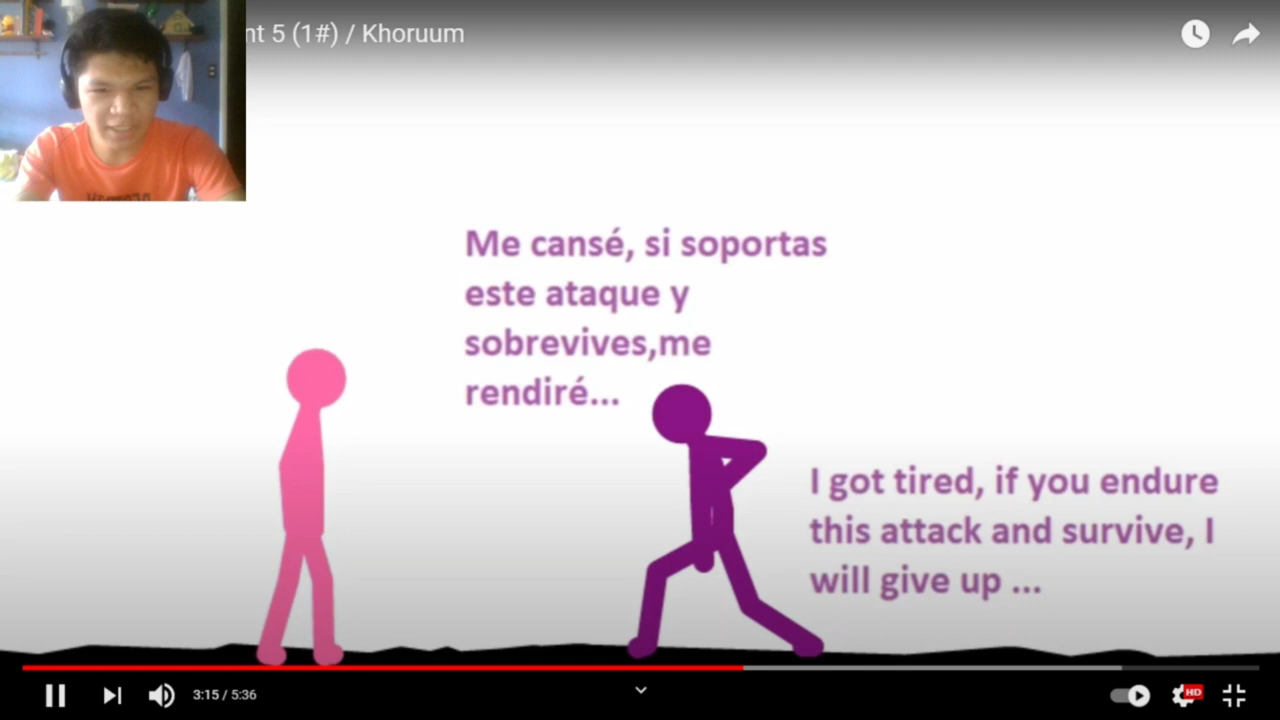 nt 5 (1#) / Khoruum
Me cansé, si soportas
este ataque y
sobrevives,me
rendiré...
I got tired, if you endure
this attack and survive, I
will give up ...
3:15 / 5:36
HD